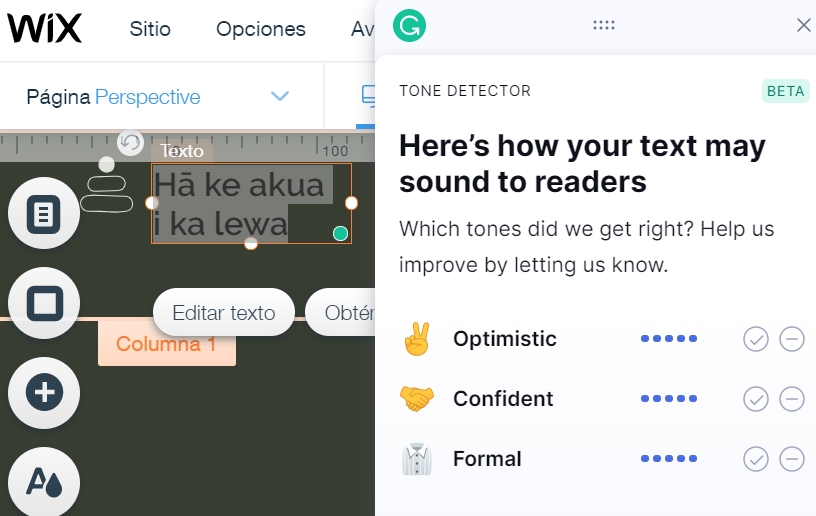 WiX Sitio Opciones Av
Página Perspective
Texto
100
Hā ke akua
i ka lewa
Editar texto Obtén
Columna 1
TONE DETECTOR BETA
Here's how your text may
sound to readers
Which tones did we get right? Help us
improve by letting us know.
Optimistic
Confident
Formal